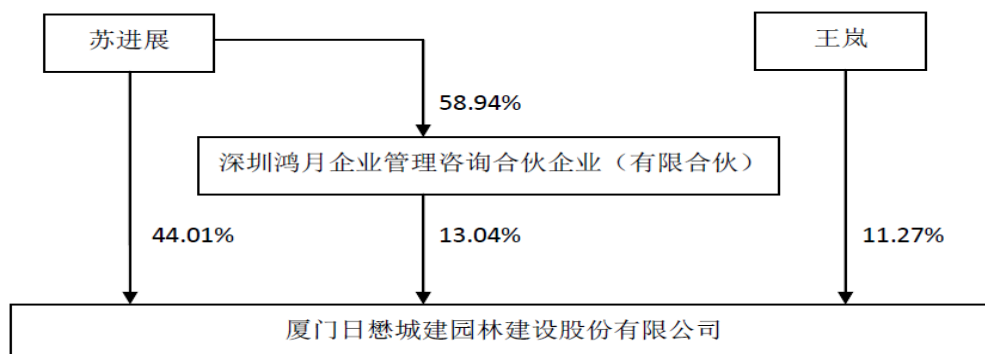 苏进展
王岚
58.94%
深圳鸿月企业管理咨询合伙企业（有限合伙）
44.01%
13.04%
11.27%
厦门日懋城建园林建设股份有限公司